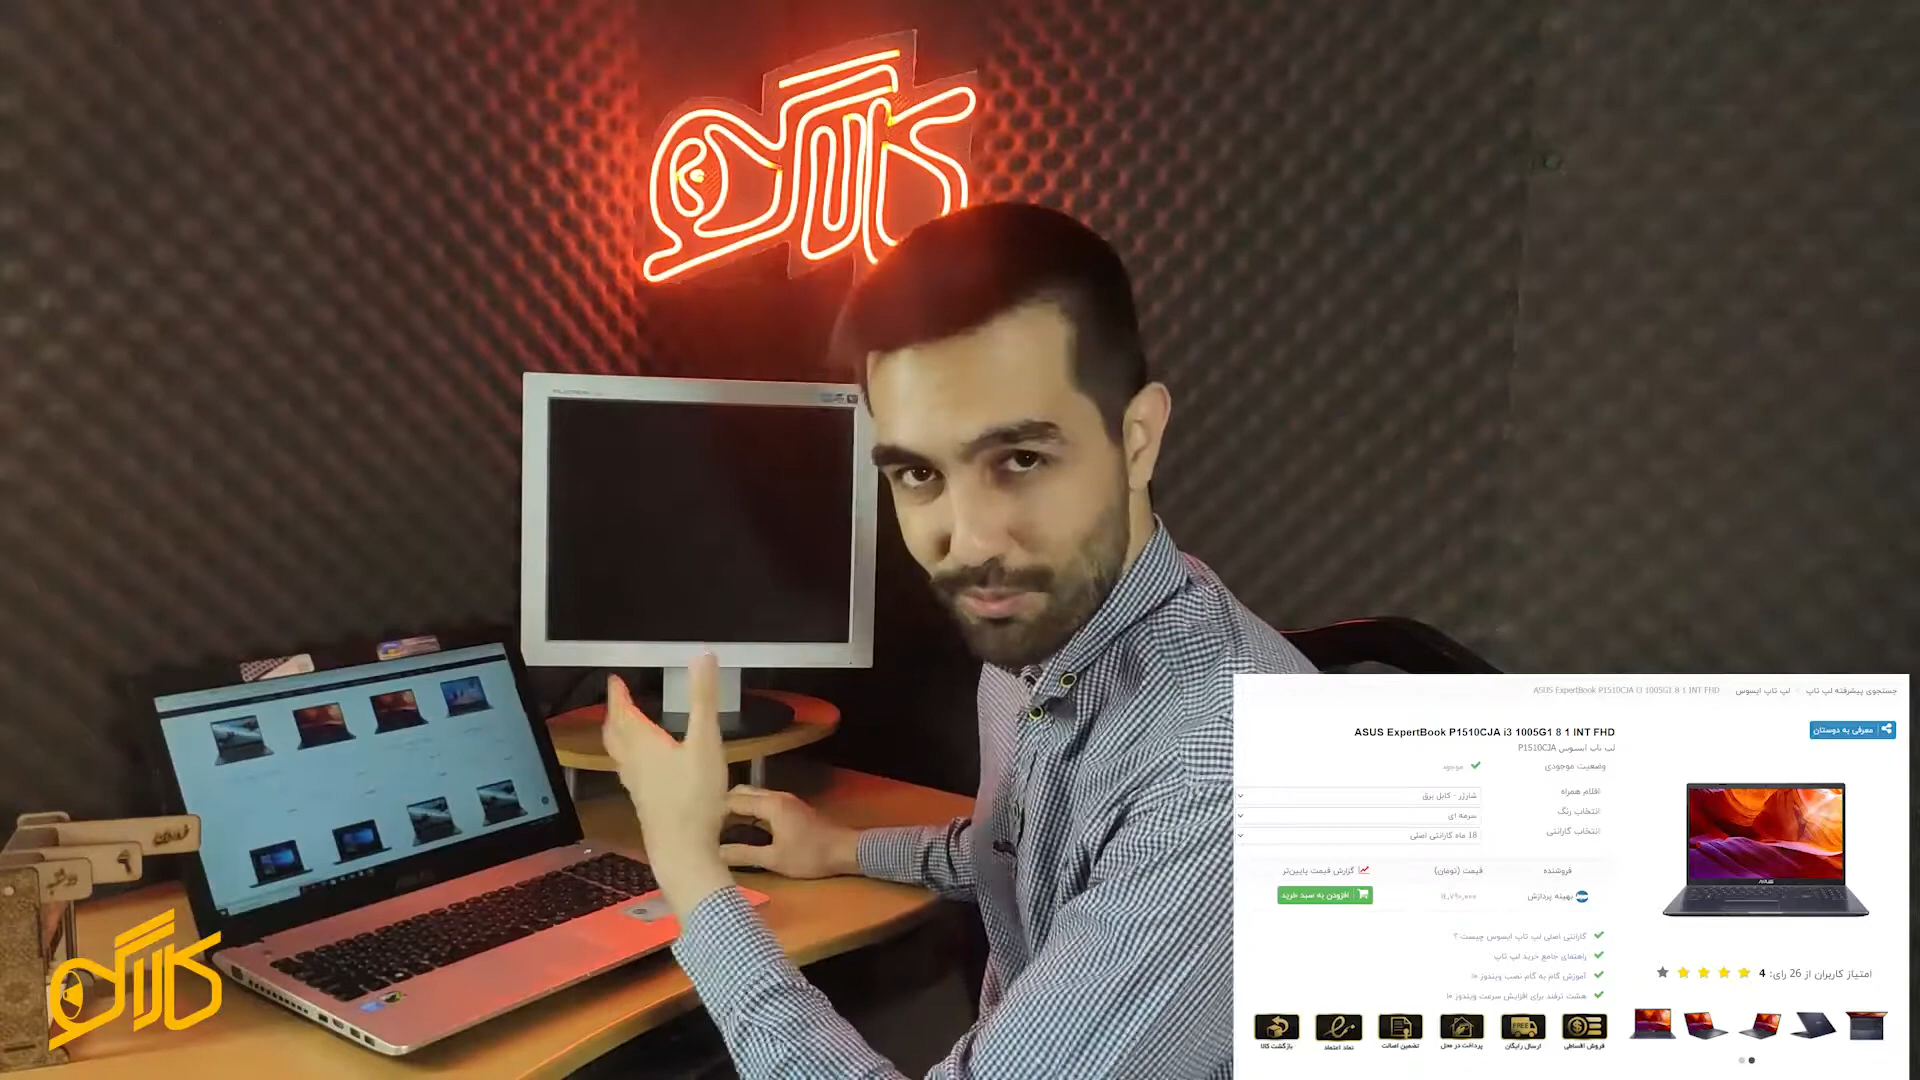 کالاگو
جستجوی پیشرفته لپ تاپ
لپ تاپ ایسوس
ASUS ExpertBook P1510CJA i3 1005G1 8 1 INT FHD
معرفی به دوستان
ASUS ExpertBook P1510CJA i3 1005G1 8 1 INT FHD
لپ تاپ ایسوس P1510CJA
وضعیت موجودی
موجود
اقلام همراه
شارژر - کابل برق
انتخاب رنگ
سرمه ای
انتخاب گارانتی
18 ماه گارانتی اصلی
فروشنده
قیمت (تومان)
گزارش قیمت پایین‌تر
بهینه پردازش
افزودن به سبد خرید
گارانتی اصلی لپ تاپ ایسوس چیست ؟
راهنمای جامع خرید لپ تاپ
آموزش گام به گام نصب ویندوز ۱۰
هشت ترفند برای افزایش سرعت ویندوز ۱۰
امتیاز کاربران از 26 رای: 4
فروش اقساطی
FREE
ارسال رایگان
پرداخت در محل
تضمین اصالت
نماد اعتماد
بازگشت کالا
ASUS
کالاگو